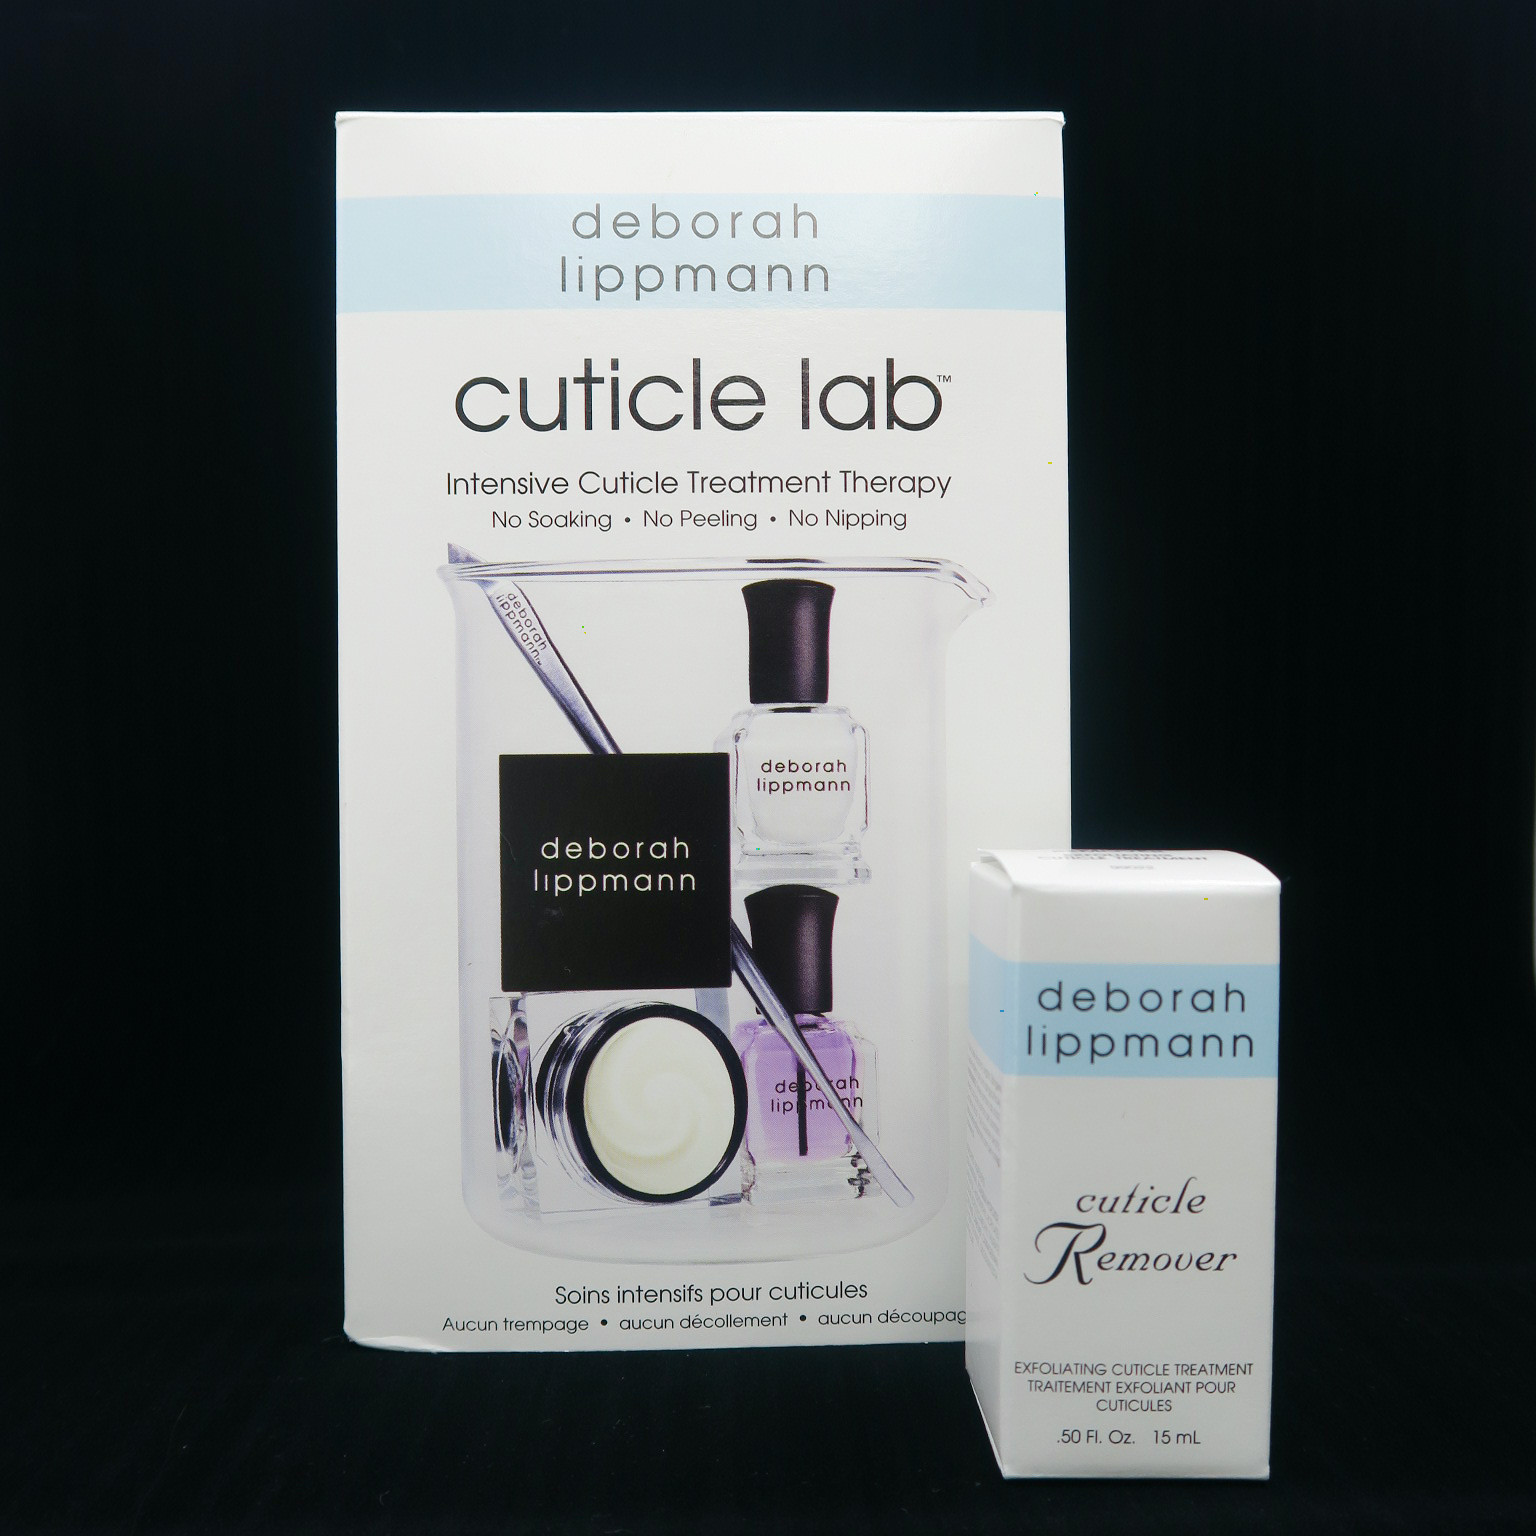 deborah
lippmann
cuticle lab™
Intensive Cuticle Treatment Therapy
No Soaking • No Peeling • No Nipping
deborah
lippmann
deborah
lippmann
deborah
lippmann
deborah
lippmann
Soins intensifs pour cuticules
Aucun trempage • aucun décollement • aucun découpag
CUTICLE TREATMENT
deborah
lippmann
cuticle
Remover
EXFOLIATING CUTICLE TREATMENT
TRAITEMENT EXFOLIANT POUR
CUTICULES
.50 Fl. Oz. 15 mL